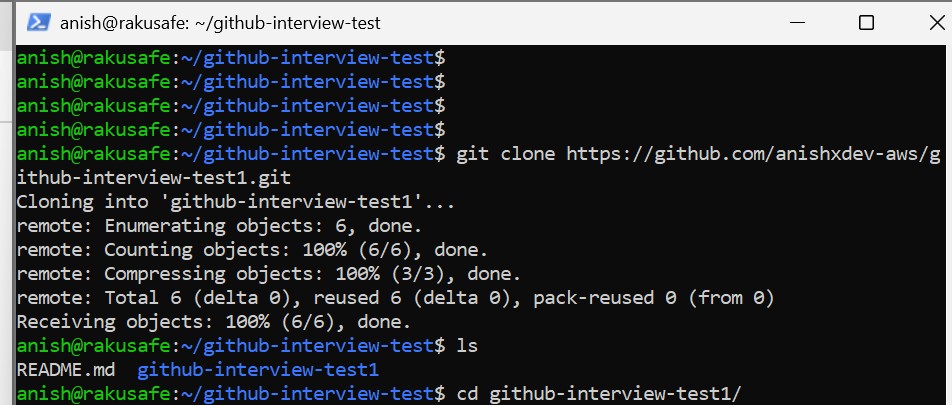 anish@rakusafe: ~/github-interview-test
anish@rakusafe:~/github-interview-test$
anish@rakusafe:~/github-interview-test$
anish@rakusafe:~/github-interview-test$
anish@rakusafe:~/github-interview-test$
anish@rakusafe:~/github-interview-test$ git clone https://github.com/anishxdev-aws/g
ithub-interview-test1.git
Cloning into 'github-interview-test1'...
remote: Enumerating objects: 6, done.
remote: Counting objects: 100% (6/6), done.
remote: Compressing objects: 100% (3/3), done.
remote: Total 6 (delta 0), reused 6 (delta 0), pack-reused 0 (from 0)
Receiving objects: 100% (6/6), done.
anish@rakusafe:~/github-interview-test$ ls
README.md  github-interview-test1
anish@rakusafe:~/github-interview-test$ cd github-interview-test1/